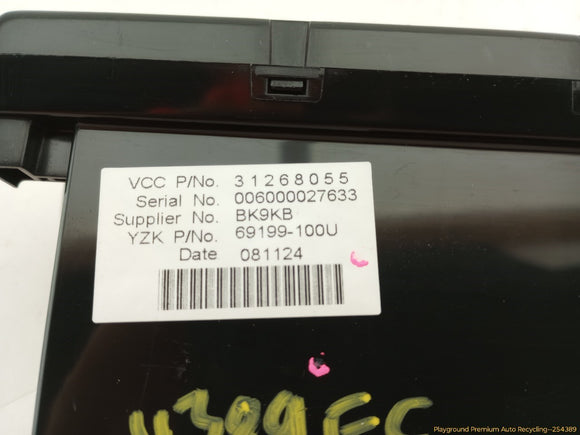 VCC P/No. 31268055
Serial No. 006000027633
Supplier No. BK9KB
YZK P/No. 69199-100U
Date 081124
Playground Premium Auto Recycling--254389